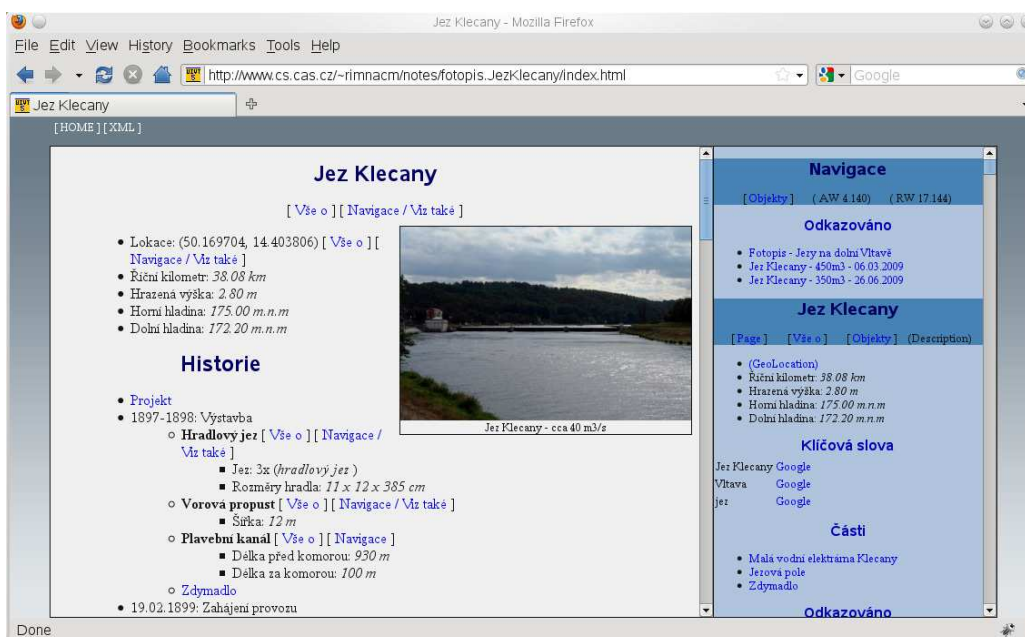 Jez Klecany - Mozilla Firefox
File Edit View History Bookmarks Tools Help
http://www.cs.cas.cz/~rimnacm/notes/fotopis.JezKlecany/index.html
Google
Jez Klecany
[ HOME ] [ XML ]
Jez Klecany
[ Vše o ] [ Navigace / Viz také ]
• Lokace: (50.169704, 14.403806) [ Vše o ] [
Navigace / Viz také ]
• Říční kilometr: 38.08 km
• Hrazená výška: 2.80 m
• Horní hladina: 175.00 m.n.m
• Dolní hladina: 172.20 m.n.m
Jez Klecany - cca 40 m3/s
Historie
• Projekt
• 1897-1898: Výstavba
Hradlový jez [ Vše o ] [ Navigace /
Viz také ]
Jez: 3x (hradlový jez )
Rozměry hradla: 11 x 12 x 385 cm
Vorová propust [ Vše o ] [ Navigace / Viz také ]
Šířka: 12 m
Plavební kanál [ Vše o ] [ Navigace ]
Délka před komorou: 930 m
Délka za komorou: 100 m
Zdymadlo
• 19.02.1899: Zahájení provozu
Navigace
[ Objekty ] ( AW 4.140) ( RW 17.144)
Odkazováno
• Fotopis - Jezy na dolní Vltavě
• Jez Klecany - 450m3 - 06.03.2009
• Jez Klecany - 350m3 - 26.06.2009
Jez Klecany
[ Page ] [ Vše o ] [ Objekty ] (Description)
• (GeoLocation)
• Říční kilometr: 38.08 km
• Hrazená výška: 2.80 m
• Horní hladina: 175.00 m.n.m
• Dolní hladina: 172.20 m.n.m
Klíčová slova
Jez Klecany Google
Vltava Google
jez Google
Části
• Malá vodní elektrárna Klecany
• Jezová pole
• Zdymadlo
Odkazováno
Done